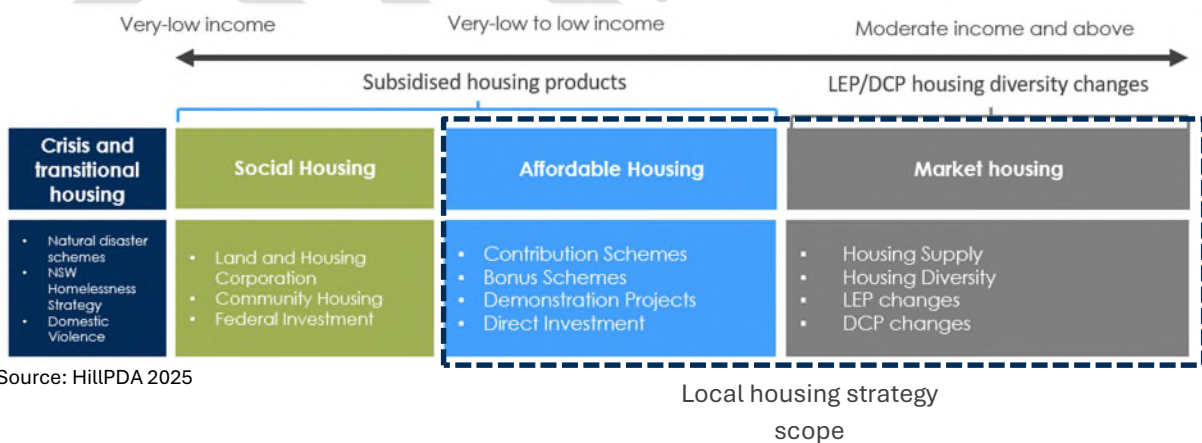 Very-low income
Very-low to low income
Moderate income and above
Subsidised housing products
LEP/DCP housing diversity changes
Crisis and
transitional
housing
Social Housing
Affordable Housing
Market housing
• Natural disaster
schemes
• NSW
Homelessness
Strategy
• Domestic
Violence
• Land and Housing
Corporation
• Community Housing
• Federal Investment
• Contribution Schemes
• Bonus Schemes
• Demonstration Projects
• Direct Investment
• Housing Supply
• Housing Diversity
• LEP changes
• DCP changes
Source: HillPDA 2025
Local housing strategy
scope